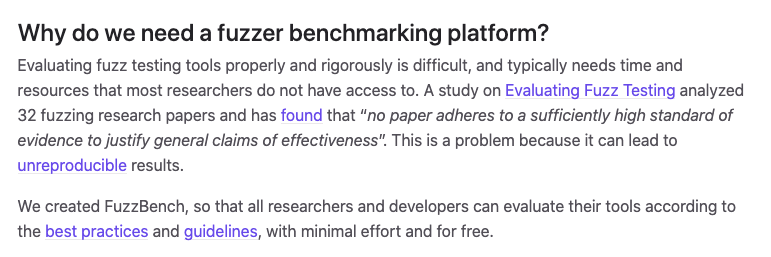 Why do we need a fuzzer benchmarking platform?
Evaluating fuzz testing tools properly and rigorously is difficult, and typically needs time and
resources that most researchers do not have access to. A study on Evaluating Fuzz Testing analyzed
32 fuzzing research papers and has found that “no paper adheres to a sufficiently high standard of
evidence to justify general claims of effectiveness”. This is a problem because it can lead to
unreproducible results.
We created FuzzBench, so that all researchers and developers can evaluate their tools according to
the best practices and guidelines, with minimal effort and for free.